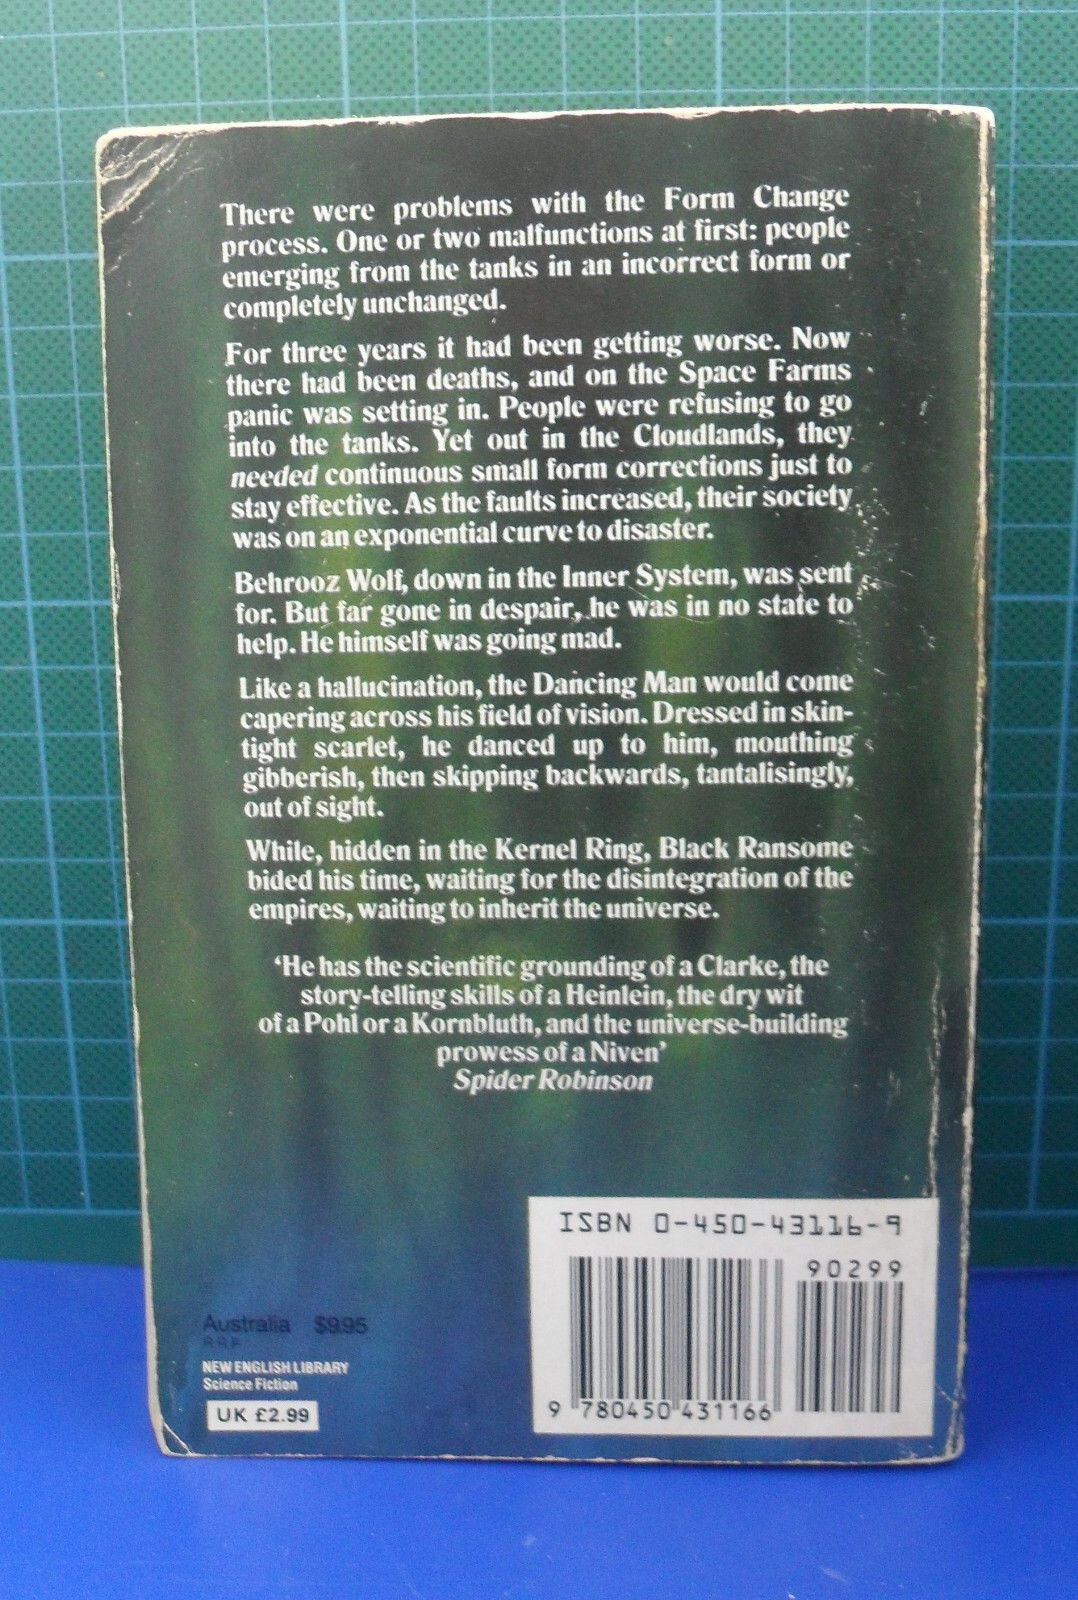 There were problems with the Form Change
process. One or two malfunctions at first: people
emerging from the tanks in an incorrect form or
completely unchanged.
For three years it had been getting worse. Now
there had been deaths, and on the Space Farms
panic was setting in. People were refusing to go
into the tanks. Yet out in the Cloudlands, they
needed continuous small form corrections just to
stay effective. As the faults increased, their society
was on an exponential curve to disaster.
Behrooz Wolf, down in the Inner System, was sent
for. But far gone in despair, he was in no state to
help. He himself was going mad.
Like a hallucination, the Dancing Man would come
capering across his field of vision. Dressed in skin-
tight scarlet, he danced up to him, mouthing
gibberish, then skipping backwards, tantalisingly,
out of sight.
While, hidden in the Kernel Ring, Black Ransome
bided his time, waiting for the disintegration of the
empires, waiting to inherit the universe.
‘He has the scientific grounding of a Clarke, the
story-telling skills of a Heinlein, the dry wit
of a Pohl or a Kornbluth, and the universe-building
prowess of a Niven’
Spider Robinson
ISBN 0-450-43116-9
90299
9 780450 431166
Australia $9.95
R.R.P.
NEW ENGLISH LIBRARY
Science Fiction
UK £2.99